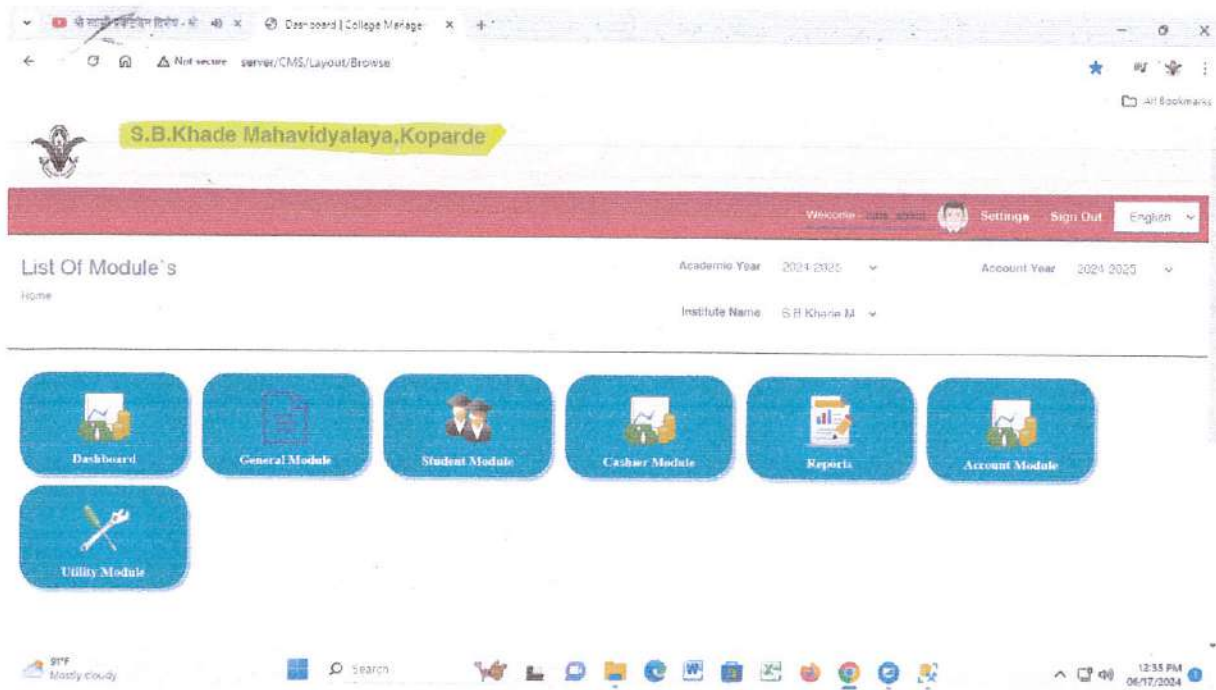 Dashboard | College Manage
Not secure server/CMS/Layout/Browse
All Bookmarks
S.B.Khade Mahavidyalaya,Koparde
Welcome
Settings
Sign Out
English
List Of Module`s
Home
Academic Year 2024-2025
Account Year 2024-2025
Institute Name S.B.Khade M
Dashboard
General Module
Student Module
Cashier Module
Reports
Account Module
Utility Module
91°F
Mostly cloudy
Search
12:35 PM
06/17/2024